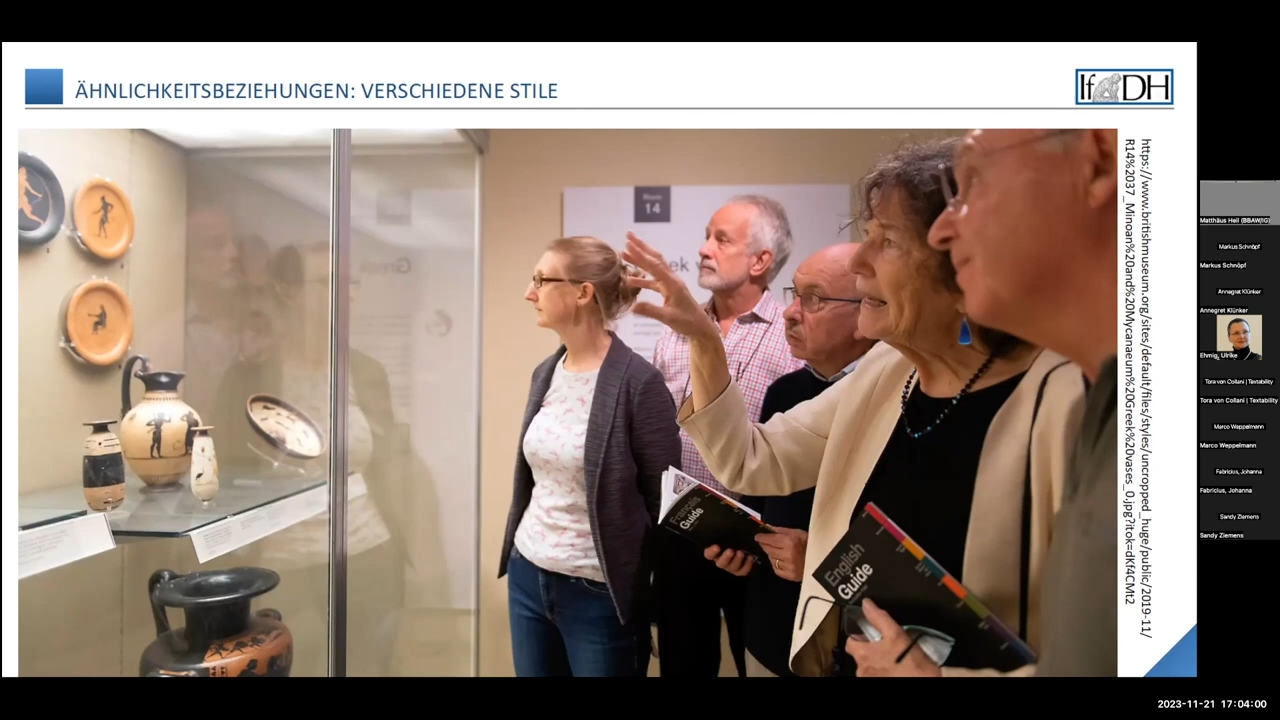 ÄHNLICHKEITSBEZIEHUNGEN: VERSCHIEDENE STILE
IfDH
https://www.britishmuseum.org/sites/default/files/styles/uncropped_huge/public/2019-11/
R14%2037_Minoan%20and%20Mycanaeum%20Greek%20vases_0.jpg?itok=dKf4CMt2
Room
14
Greek
Français
Guide
English
Guide
Matthäus Heil (BBAW/IG)
Markus Schnöpf
Markus Schnöpf
Annegret Klünker
Annegret Klünker
Ehmig, Ulrike
Tora von Collani | Textability
Tora von Collani | Textability
Marco Weppelmann
Marco Weppelmann
Fabricius, Johanna
Fabricius, Johanna
Sandy Ziemens
Sandy Ziemens
2023-11-21 17:04:00